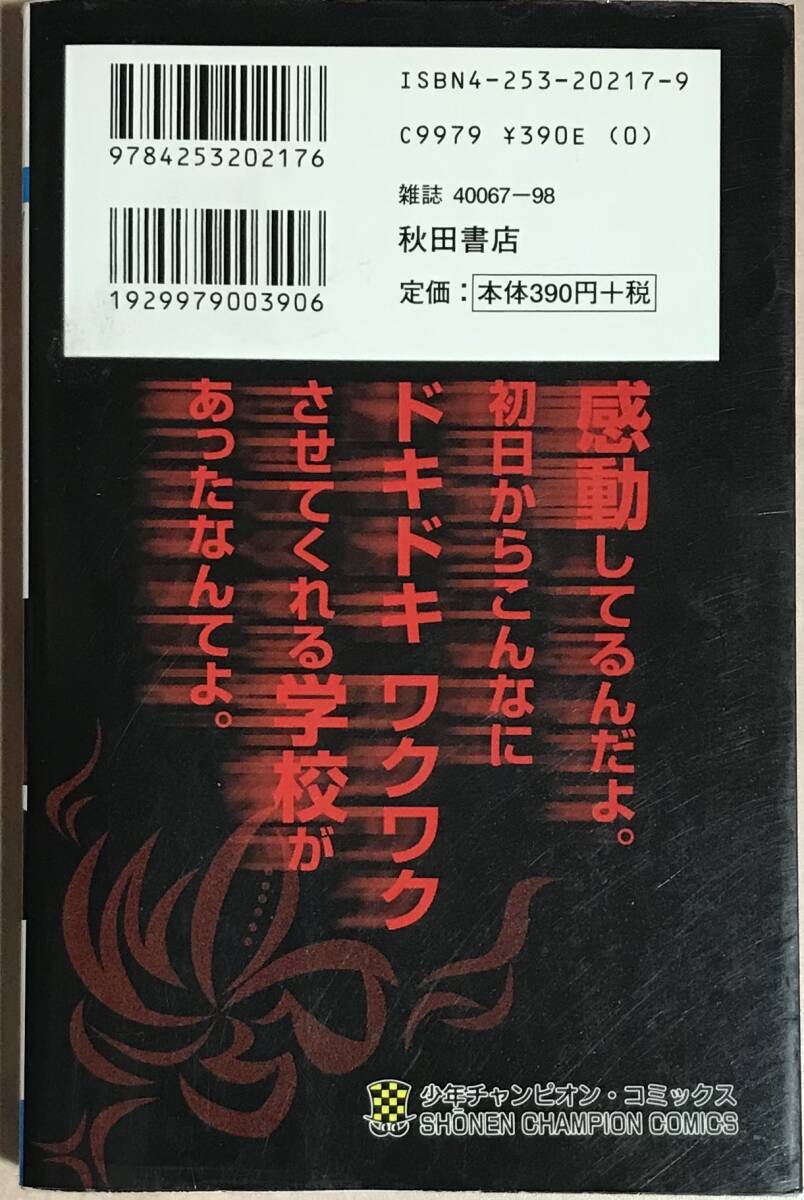 ISBN4-253-20217-9
C9979 ¥390E (0)
雑誌 40067-98
秋田書店
定価：本体390円＋税
9784253202176
1929979003906
感動してるんだよ。
初日からこんなに
ドキドキ ワクワク
させてくれる学校が
あったなんてよ。
少年チャンピオン・コミックス
SHŌNEN CHAMPION COMICS